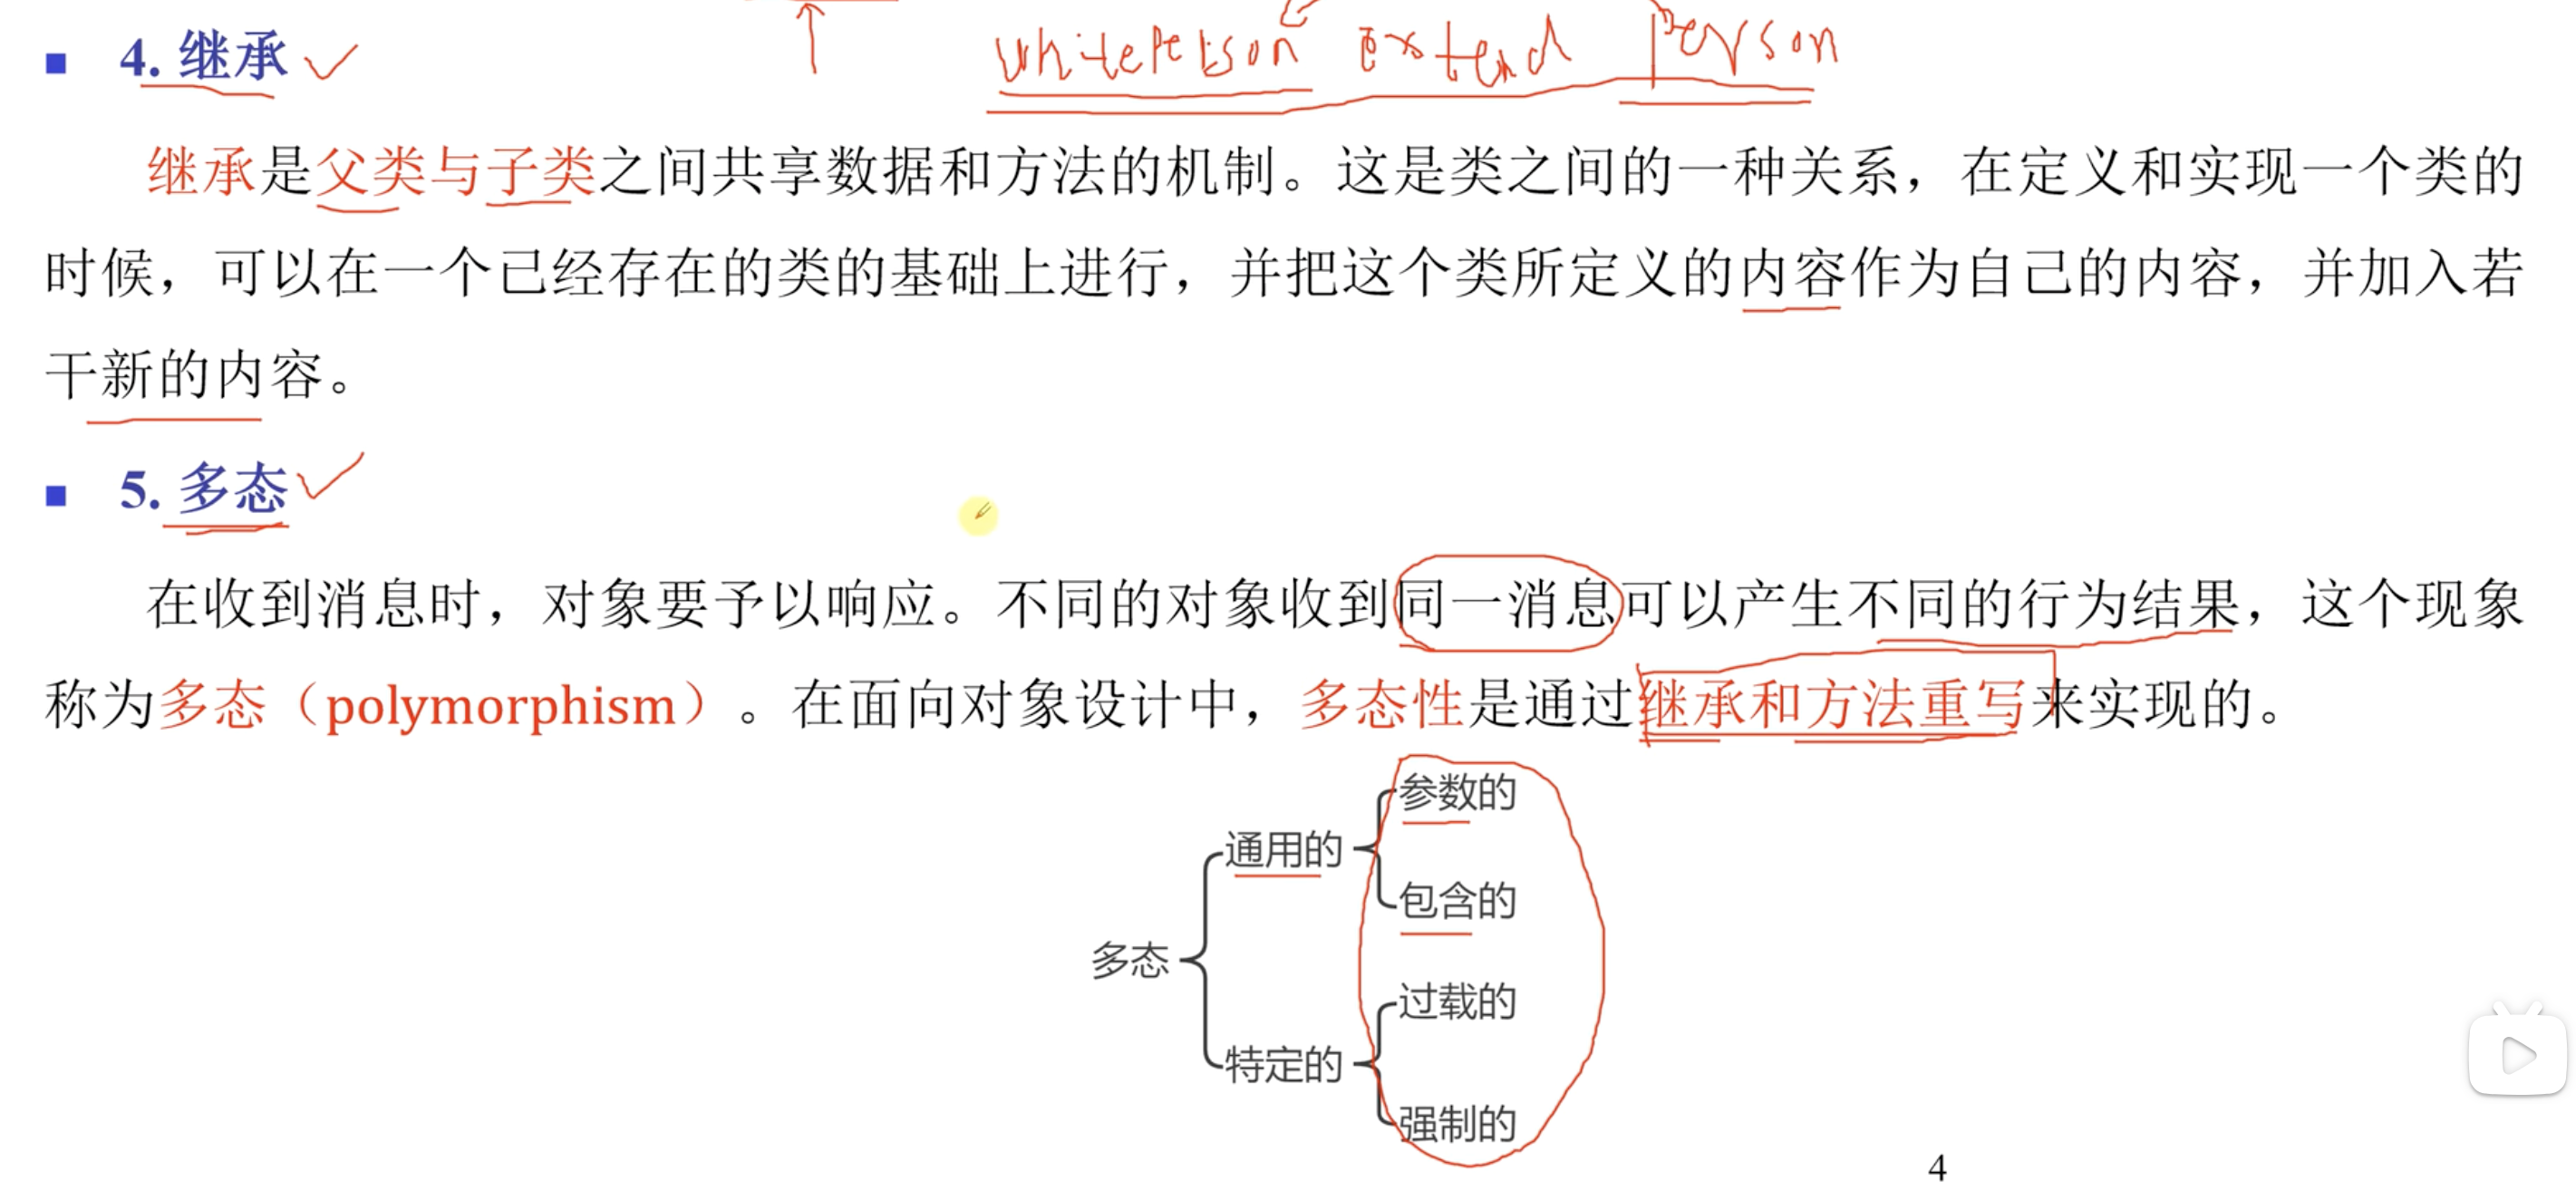 whitePerson extend Person
4. 继承
继承是父类与子类之间共享数据和方法的机制。这是类之间的一种关系，在定义和实现一个类的
时候，可以在一个已经存在的类的基础上进行，并把这个类所定义的内容作为自己的内容，并加入若
干新的内容。
5. 多态
在收到消息时，对象要予以响应。不同的对象收到同一消息可以产生不同的行为结果，这个现象
称为多态（polymorphism）。在面向对象设计中，多态性是通过继承和方法重写来实现的。
参数的
通用的
包含的
多态
过载的
特定的
强制的
4